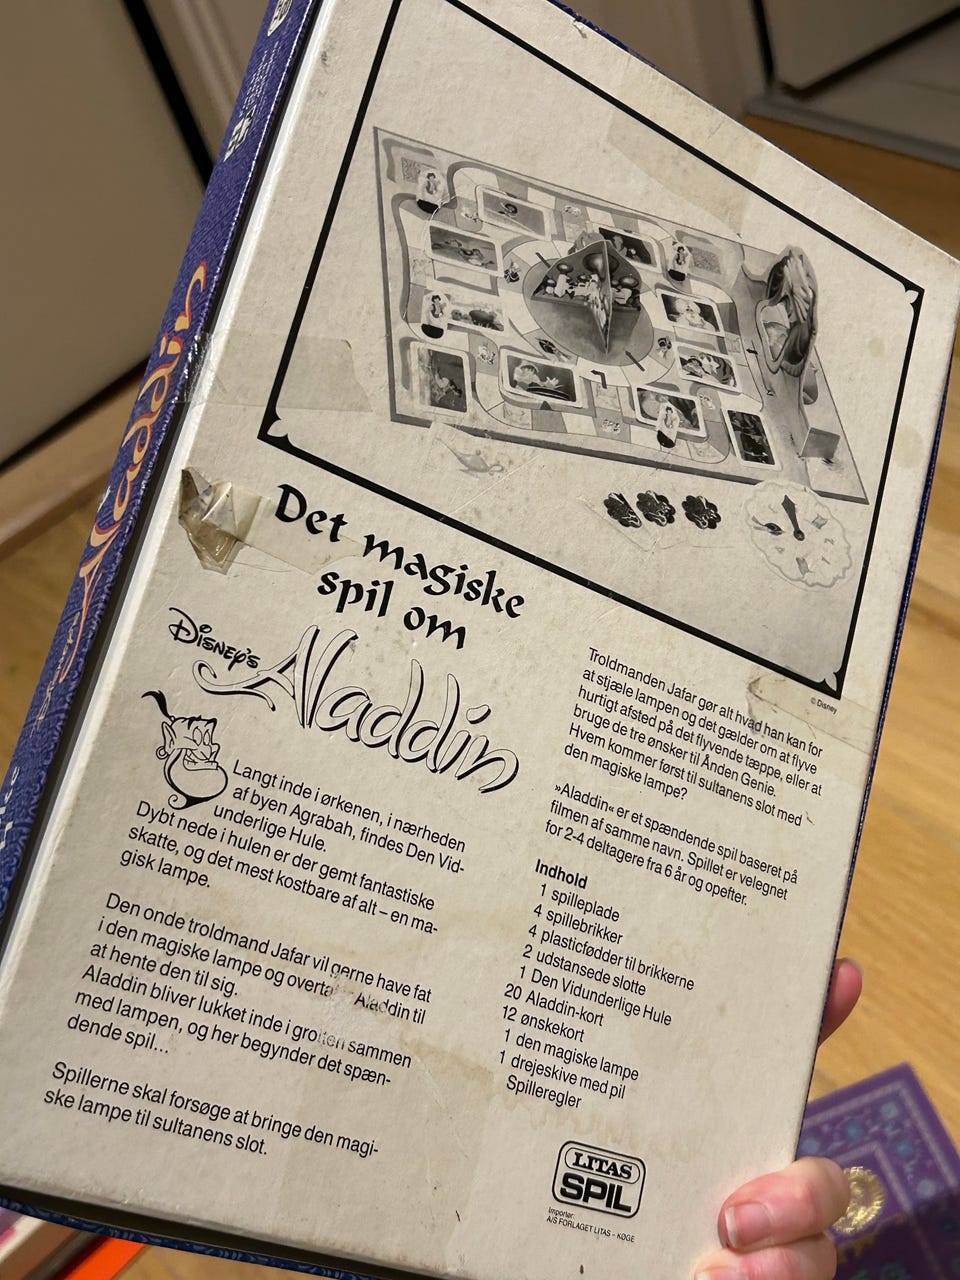 Aladdin
Det magiske
spil om
Disney's
Aladdin
Langt inde i ørkenen, i nærheden
af byen Agrabah, findes Den Vid-
underlige Hule.
Dybt nede i hulen er der gemt fantastiske
skatte, og det mest kostbare af alt – en ma-
gisk lampe.
Den onde troldmand Jafar vil gerne have fat
i den magiske lampe og Aladdin til
at hente den til sig.
Aladdin bliver lukket inde i grotten sammen
med lampen, og her begynder det spæn-
dende spil...
Spillerne skal forsøge at bringe den magi-
ske lampe til sultanens slot.
© Disney
Troldmanden Jafar gør alt hvad han kan for
at stjæle lampen og det gælder om at flyve
hurtigt afsted på det flyvende tæppe, eller at
bruge de tre ønsker til Ånden Genie.
Hvem kommer først til sultanens slot med
den magiske lampe?
»Aladdin« er et spændende spil baseret på
filmen af samme navn. Spillet er velegnet
for 2-4 deltagere fra 6 år og opefter.
Indhold
1 spilleplade
4 spillebrikker
4 plasticfødder til brikkerne
2 udstansede slotte
1 Den Vidunderlige Hule
20 Aladdin-kort
12 ønskekort
1 den magiske lampe
1 drejeskive med pil
Spilleregler
LITAS
SPIL
Importør:
A/S FORLAGET LITAS - KØGE